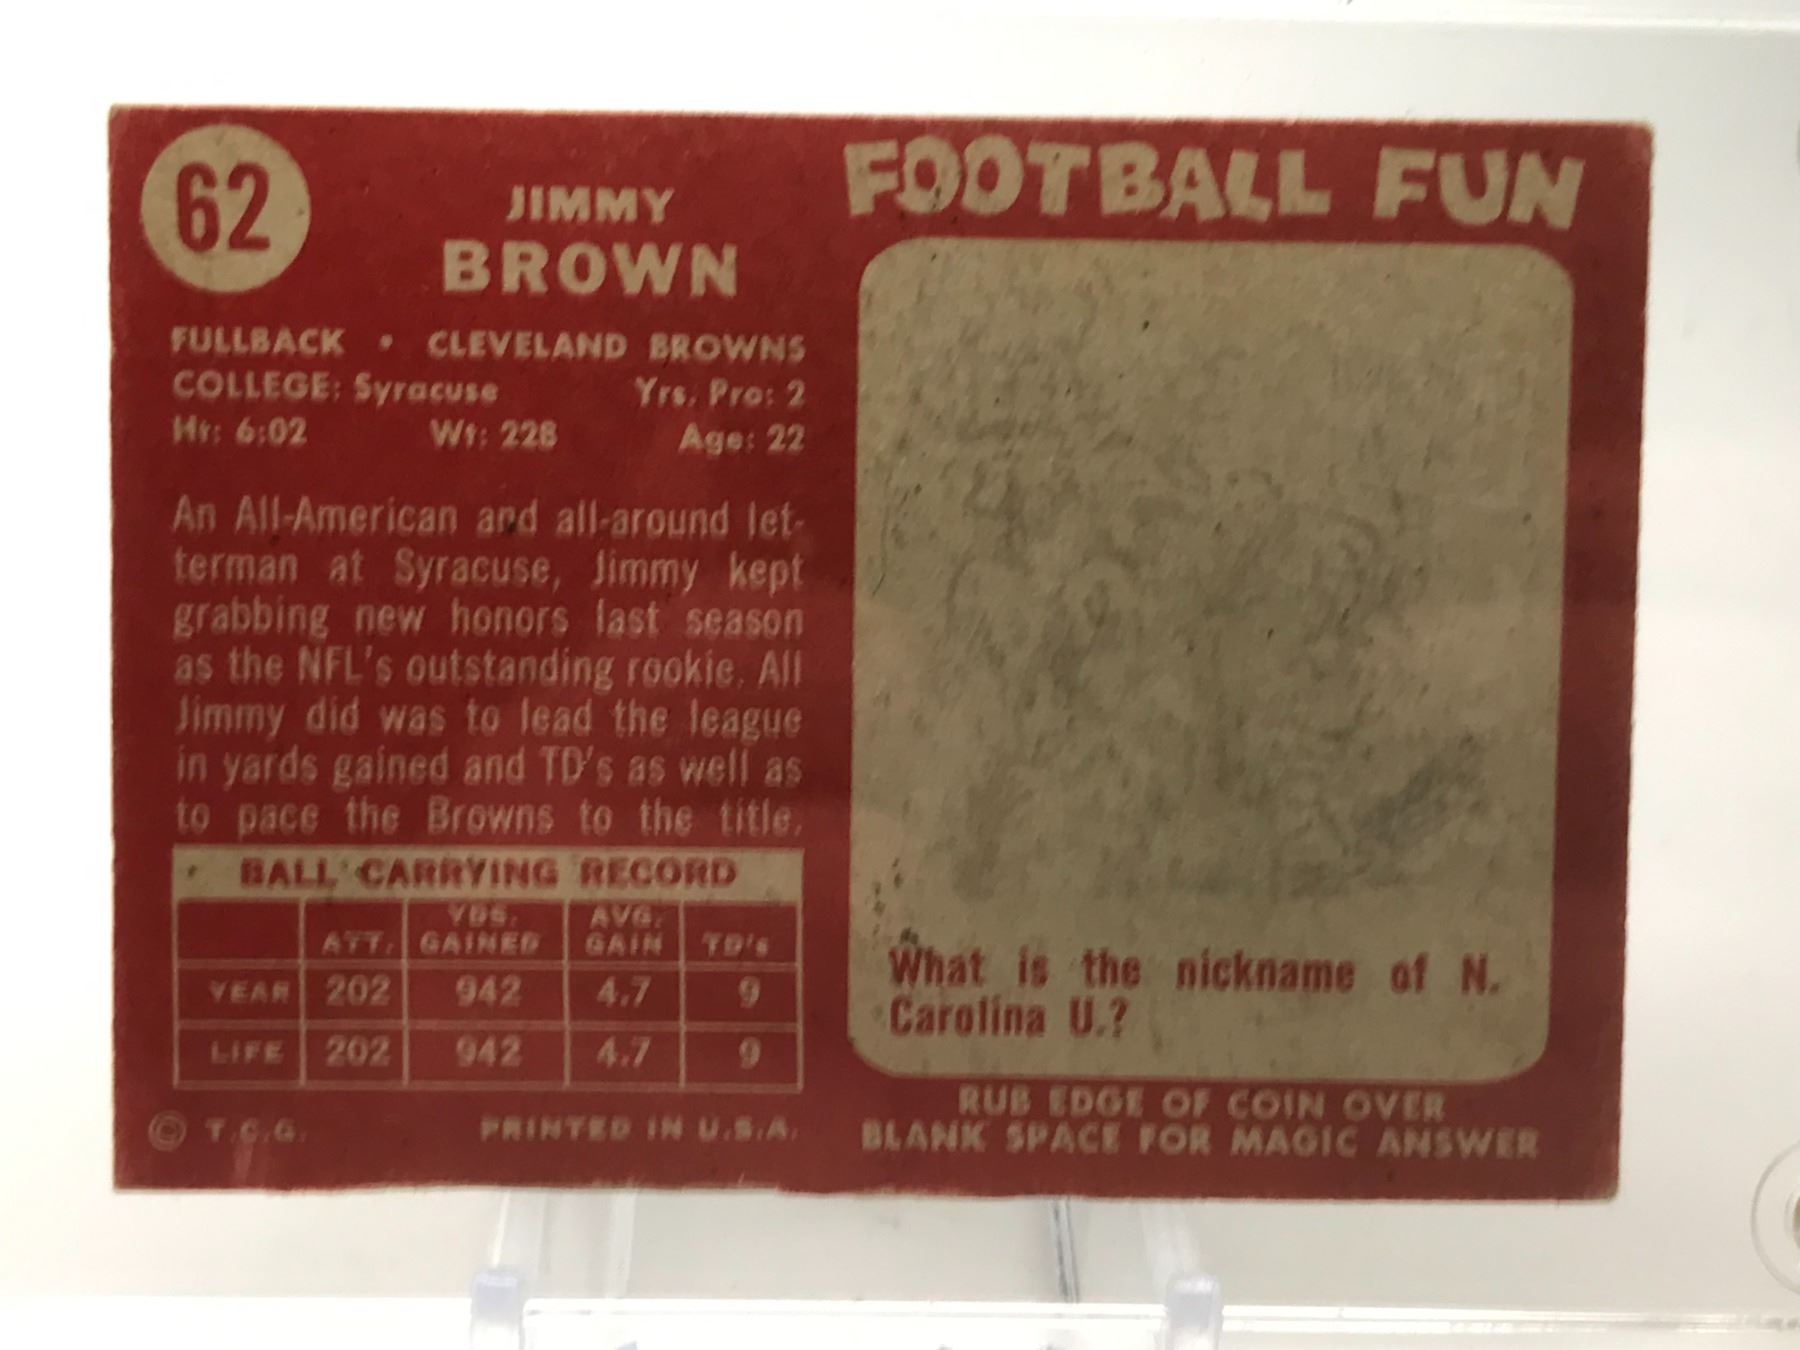 62
JIMMY
BROWN
FULLBACK • CLEVELAND BROWNS
COLLEGE: Syracuse Yrs. Pro: 2
Ht: 6:02 Wt: 228 Age: 22
An All-American and all-around let-
terman at Syracuse, Jimmy kept
grabbing new honors last season
as the NFL's outstanding rookie. All
Jimmy did was to lead the league
in yards gained and TD's as well as
to pace the Browns to the title.
BALL CARRYING RECORD
ATT. YDS. GAINED AVG. GAIN TD's
YEAR 202 942 4.7 9
LIFE 202 942 4.7 9
© T.C.G. PRINTED IN U.S.A.
FOOTBALL FUN
What is the nickname of N.
Carolina U.?
RUB EDGE OF COIN OVER
BLANK SPACE FOR MAGIC ANSWER